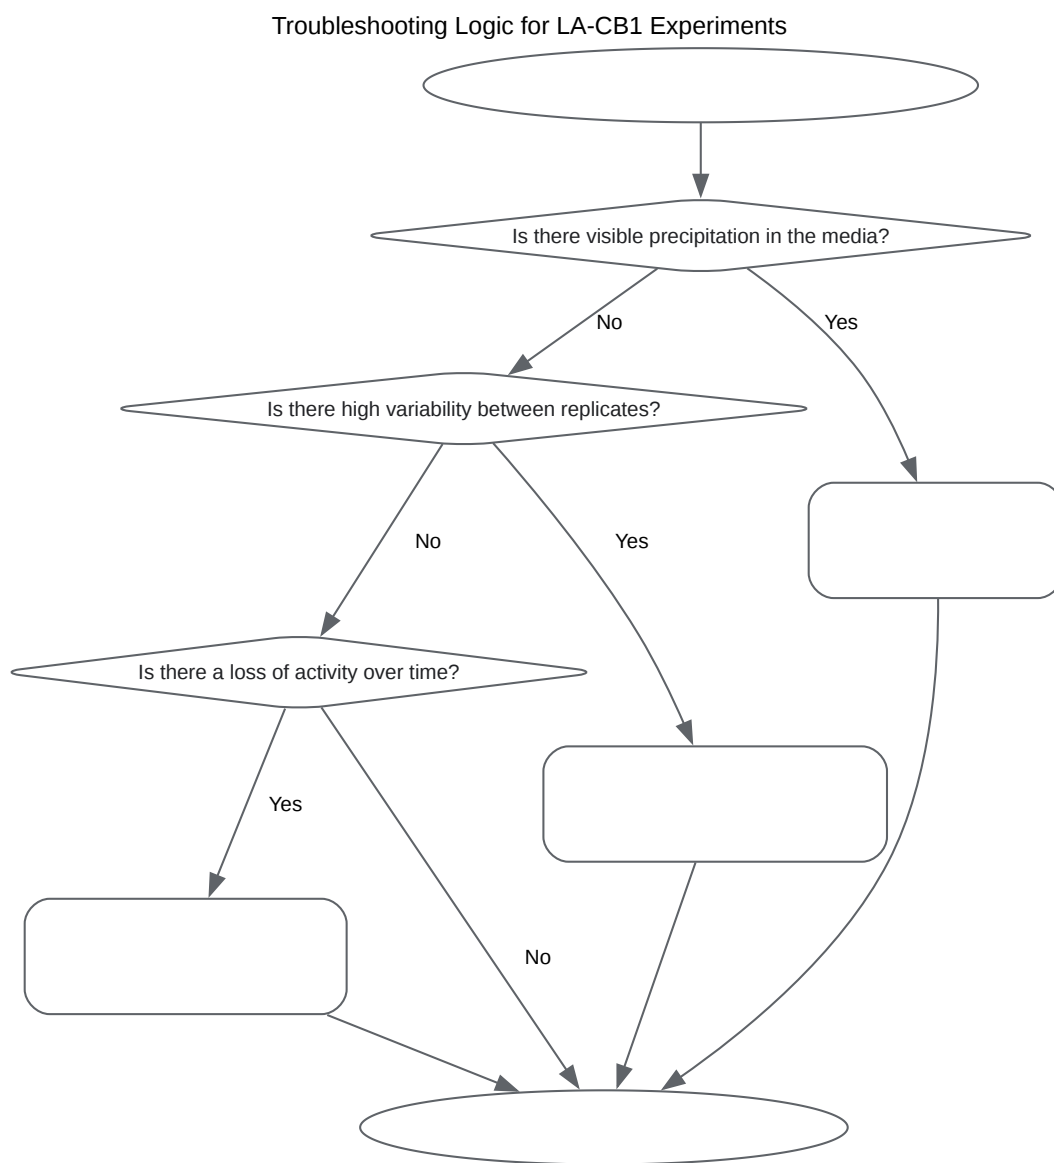 Troubleshooting Logic for LA-CB1 Experiments
Is there visible precipitation in the media?
No
Yes
Is there high variability between replicates?
No
Yes
Is there a loss of activity over time?
Yes
No